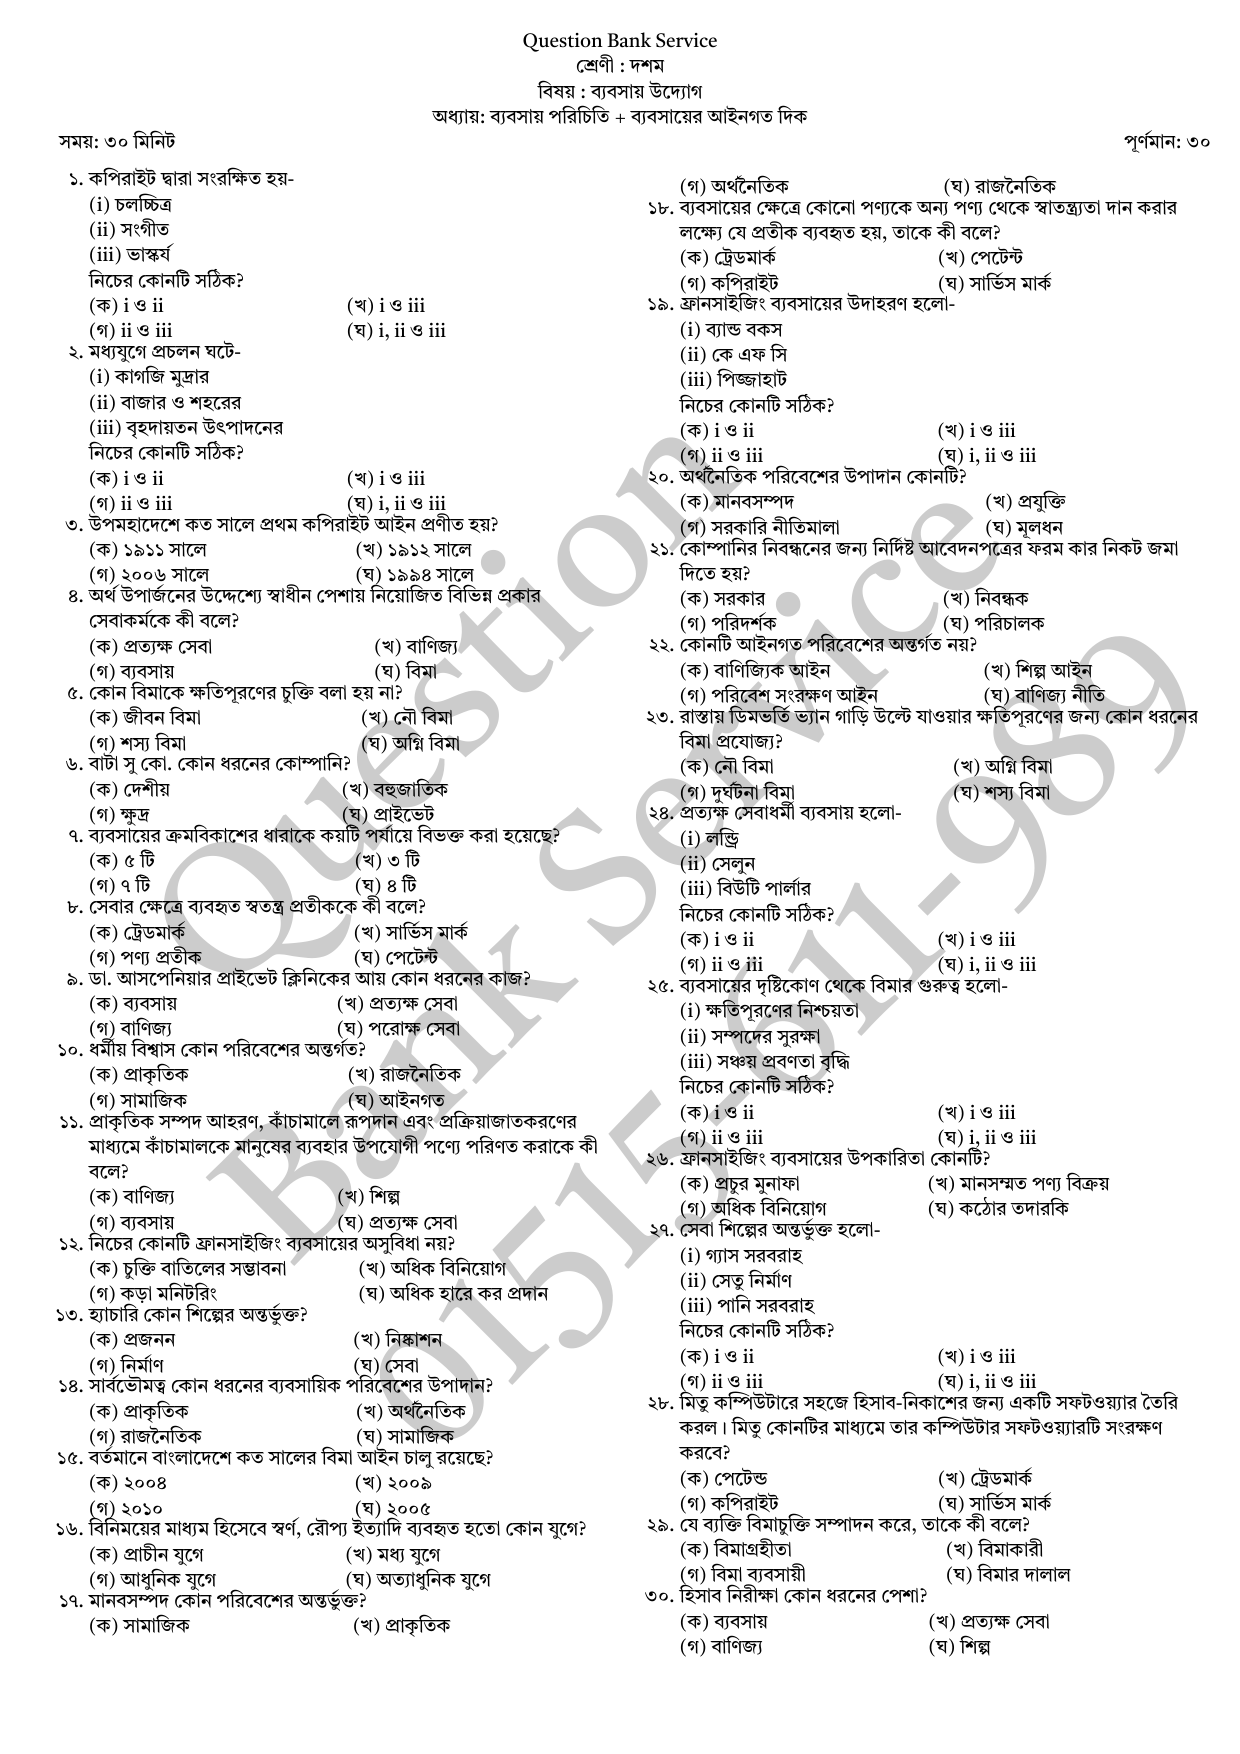 Question Bank Service
শ্রেণী : দশম
বিষয় : ব্যবসায় উদ্যোগ
অধ্যায়: ব্যবসায় পরিচিতি + ব্যবসায়ের আইনগত দিক
সময়: ৩০ মিনিট পূর্ণমান: ৩০
১. কপিরাইট দ্বারা সংরক্ষিত হয়-
(i) চলচ্চিত্র
(ii) সংগীত
(iii) ভাস্কর্য
নিচের কোনটি সঠিক?
(ক) i ও ii (খ) i ও iii
(গ) ii ও iii (ঘ) i, ii ও iii
২. মধ্যযুগে প্রচলন ঘটে-
(i) কাগজি মুদ্রার
(ii) বাজার ও শহরের
(iii) বৃহদায়তন উৎপাদনের
নিচের কোনটি সঠিক?
(ক) i ও ii (খ) i ও iii
(গ) ii ও iii (ঘ) i, ii ও iii
৩. উপমহাদেশে কত সালে প্রথম কপিরাইট আইন প্রণীত হয়?
(ক) ১৯১১ সালে (খ) ১৯১২ সালে
(গ) ২০০৬ সালে (ঘ) ১৯৯৪ সালে
৪. অর্থ উপার্জনের উদ্দেশ্যে স্বাধীন পেশায় নিয়োজিত বিভিন্ন প্রকার
সেবাকর্মকে কী বলে?
(ক) প্রত্যক্ষ সেবা (খ) বাণিজ্য
(গ) ব্যবসায় (ঘ) বিমা
৫. কোন বিমাকে ক্ষতিপূরণের চুক্তি বলা হয় না?
(ক) জীবন বিমা (খ) নৌ বিমা
(গ) শস্য বিমা (ঘ) অগ্নি বিমা
৬. বাটা সু কো. কোন ধরনের কোম্পানি?
(ক) দেশীয় (খ) বহুজাতিক
(গ) ক্ষুদ্র (ঘ) প্রাইভেট
৭. ব্যবসায়ের ক্রমবিকাশের ধারাকে কয়টি পর্যায়ে বিভক্ত করা হয়েছে?
(ক) ৫ টি (খ) ৩ টি
(গ) ৭ টি (ঘ) ৪ টি
৮. সেবার ক্ষেত্রে ব্যবহৃত স্বতন্ত্র প্রতীককে কী বলে?
(ক) ট্রেডমার্ক (খ) সার্ভিস মার্ক
(গ) পণ্য প্রতীক (ঘ) পেটেন্ট
৯. ডা. আসপেনিয়ার প্রাইভেট ক্লিনিকের আয় কোন ধরনের কাজ?
(ক) ব্যবসায় (খ) প্রত্যক্ষ সেবা
(গ) বাণিজ্য (ঘ) পরোক্ষ সেবা
১০. ধর্মীয় বিশ্বাস কোন পরিবেশের অন্তর্গত?
(ক) প্রাকৃতিক (খ) রাজনৈতিক
(গ) সামাজিক (ঘ) আইনগত
১১. প্রাকৃতিক সম্পদ আহরণ, কাঁচামালে রূপদান এবং প্রক্রিয়াজাতকরণের
মাধ্যমে কাঁচামালকে মানুষের ব্যবহার উপযোগী পণ্যে পরিণত করাকে কী
বলে?
(ক) বাণিজ্য (খ) শিল্প
(গ) ব্যবসায় (ঘ) প্রত্যক্ষ সেবা
১২. নিচের কোনটি ফ্রানসাইজিং ব্যবসায়ের অসুবিধা নয়?
(ক) চুক্তি বাতিলের সম্ভাবনা (খ) অধিক বিনিয়োগ
(গ) কড়া মনিটরিং (ঘ) অধিক হারে কর প্রদান
১৩. হ্যাচারি কোন শিল্পের অন্তর্ভুক্ত?
(ক) প্রজনন (খ) নিষ্কাশন
(গ) নির্মাণ (ঘ) সেবা
১৪. সার্বভৌমত্ব কোন ধরনের ব্যবসায়িক পরিবেশের উপাদান?
(ক) প্রাকৃতিক (খ) অর্থনৈতিক
(গ) রাজনৈতিক (ঘ) সামাজিক
১৫. বর্তমানে বাংলাদেশে কত সালের বিমা আইন চালু রয়েছে?
(ক) ২০০৪ (খ) ২০০৯
(গ) ২০১০ (ঘ) ২০০৫
১৬. বিনিময়ের মাধ্যম হিসেবে স্বর্ণ, রৌপ্য ইত্যাদি ব্যবহৃত হতো কোন যুগে?
(ক) প্রাচীন যুগে (খ) মধ্য যুগে
(গ) আধুনিক যুগে (ঘ) অত্যাধুনিক যুগে
১৭. মানবসম্পদ কোন পরিবেশের অন্তর্ভুক্ত?
(ক) সামাজিক (খ) প্রাকৃতিক
(গ) অর্থনৈতিক (ঘ) রাজনৈতিক
১৮. ব্যবসায়ের ক্ষেত্রে কোনো পণ্যকে অন্য পণ্য থেকে স্বাতন্ত্র্যতা দান করার
লক্ষ্যে যে প্রতীক ব্যবহৃত হয়, তাকে কী বলে?
(ক) ট্রেডমার্ক (খ) পেটেন্ট
(গ) কপিরাইট (ঘ) সার্ভিস মার্ক
১৯. ফ্রানসাইজিং ব্যবসায়ের উদাহরণ হলো-
(i) ব্যান্ড বকস
(ii) কে এফ সি
(iii) পিজ্জাহাট
নিচের কোনটি সঠিক?
(ক) i ও ii (খ) i ও iii
(গ) ii ও iii (ঘ) i, ii ও iii
২০. অর্থনৈতিক পরিবেশের উপাদান কোনটি?
(ক) মানবসম্পদ (খ) প্রযুক্তি
(গ) সরকারি নীতিমালা (ঘ) মূলধন
২১. কোম্পানির নিবন্ধনের জন্য নির্দিষ্ট আবেদনপত্রের ফরম কার নিকট জমা
দিতে হয়?
(ক) সরকার (খ) নিবন্ধক
(গ) পরিদর্শক (ঘ) পরিচালক
২২. কোনটি আইনগত পরিবেশের অন্তর্গত নয়?
(ক) বাণিজ্যিক আইন (খ) শিল্প আইন
(গ) পরিবেশ সংরক্ষণ আইন (ঘ) বাণিজ্য নীতি
২৩. রাস্তায় ডিমভর্তি ভ্যান গাড়ি উল্টে যাওয়ার ক্ষতিপূরণের জন্য কোন ধরনের
বিমা প্রযোজ্য?
(ক) নৌ বিমা (খ) অগ্নি বিমা
(গ) দুর্ঘটনা বিমা (ঘ) শস্য বিমা
২৪. প্রত্যক্ষ সেবাধর্মী ব্যবসায় হলো-
(i) লন্ড্রি
(ii) সেলুন
(iii) বিউটি পার্লার
নিচের কোনটি সঠিক?
(ক) i ও ii (খ) i ও iii
(গ) ii ও iii (ঘ) i, ii ও iii
২৫. ব্যবসায়ের দৃষ্টিকোণ থেকে বিমার গুরুত্ব হলো-
(i) ক্ষতিপূরণের নিশ্চয়তা
(ii) সম্পদের সুরক্ষা
(iii) সঞ্চয় প্রবণতা বৃদ্ধি
নিচের কোনটি সঠিক?
(ক) i ও ii (খ) i ও iii
(গ) ii ও iii (ঘ) i, ii ও iii
২৬. ফ্রানসাইজিং ব্যবসায়ের উপকারিতা কোনটি?
(ক) প্রচুর মুনাফা (খ) মানসম্মত পণ্য বিক্রয়
(গ) অধিক বিনিয়োগ (ঘ) কঠোর তদারকি
২৭. সেবা শিল্পের অন্তর্ভুক্ত হলো-
(i) গ্যাস সরবরাহ
(ii) সেতু নির্মাণ
(iii) পানি সরবরাহ
নিচের কোনটি সঠিক?
(ক) i ও ii (খ) i ও iii
(গ) ii ও iii (ঘ) i, ii ও iii
২৮. মিতু কম্পিউটারে সহজে হিসাব-নিকাশের জন্য একটি সফটওয়্যার তৈরি
করল। মিতু কোনটির মাধ্যমে তার কম্পিউটার সফটওয়্যারটি সংরক্ষণ
করবে?
(ক) পেটেন্ড (খ) ট্রেডমার্ক
(গ) কপিরাইট (ঘ) সার্ভিস মার্ক
২৯. যে ব্যক্তি বিমাচুক্তি সম্পাদন করে, তাকে কী বলে?
(ক) বিমাগ্রহীতা (খ) বিমাকারী
(গ) বিমা ব্যবসায়ী (ঘ) বিমার দালাল
৩০. হিসাব নিরীক্ষা কোন ধরনের পেশা?
(ক) ব্যবসায় (খ) প্রত্যক্ষ সেবা
(গ) বাণিজ্য (ঘ) শিল্প
Question
Bank Service
01515-611-989